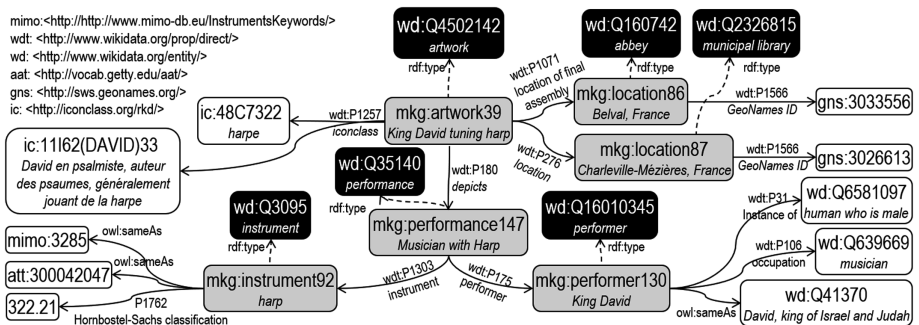 mimo:<http://http://www.mimo-db.eu/InstrumentsKeywords/>
wdt: <http://www.wikidata.org/prop/direct/>
wd: <http://www.wikidata.org/entity/>
aat: <http://vocab.getty.edu/aat/>
gns: <http://sws.geonames.org/>
ic: <http://iconclass.org/rkd/>
wd:Q4502142
artwork
wd:Q160742
abbey
wd:Q2326815
municipal library
rdf:type
rdf:type
rdf:type
wdt:P1071
location of final
assembly
ic:48C7322
harpe
wdt:P1257
iconclass
mkg:artwork39
King David tuning harp
mkg:location86
Belval, France
wdt:P1566
GeoNames ID
gns:3033556
ic:11I62(DAVID)33
David en psalmiste, auteur
des psaumes, généralement
jouant de la harpe
wdt:P276
location
mkg:location87
Charleville-Mézières, France
wdt:P1566
GeoNames ID
gns:3026613
wd:Q35140
performance
wdt:P180
depicts
rdf:type
wd:Q3095
instrument
rdf:type
mkg:performance147
Musician with Harp
wd:Q16010345
performer
rdf:type
wdt:P31
Instance of
wd:Q6581097
human who is male
mimo:3285
owl:sameAs
wdt:P106
occupation
wd:Q639669
musician
att:300042047
owl:sameAs
mkg:instrument92
harp
wdt:P1303
instrument
wdt:P175
performer
mkg:performer130
King David
322.21
P1762
Hornbostel-Sachs classification
owl:sameAs
wd:Q41370
David, king of Israel and Judah